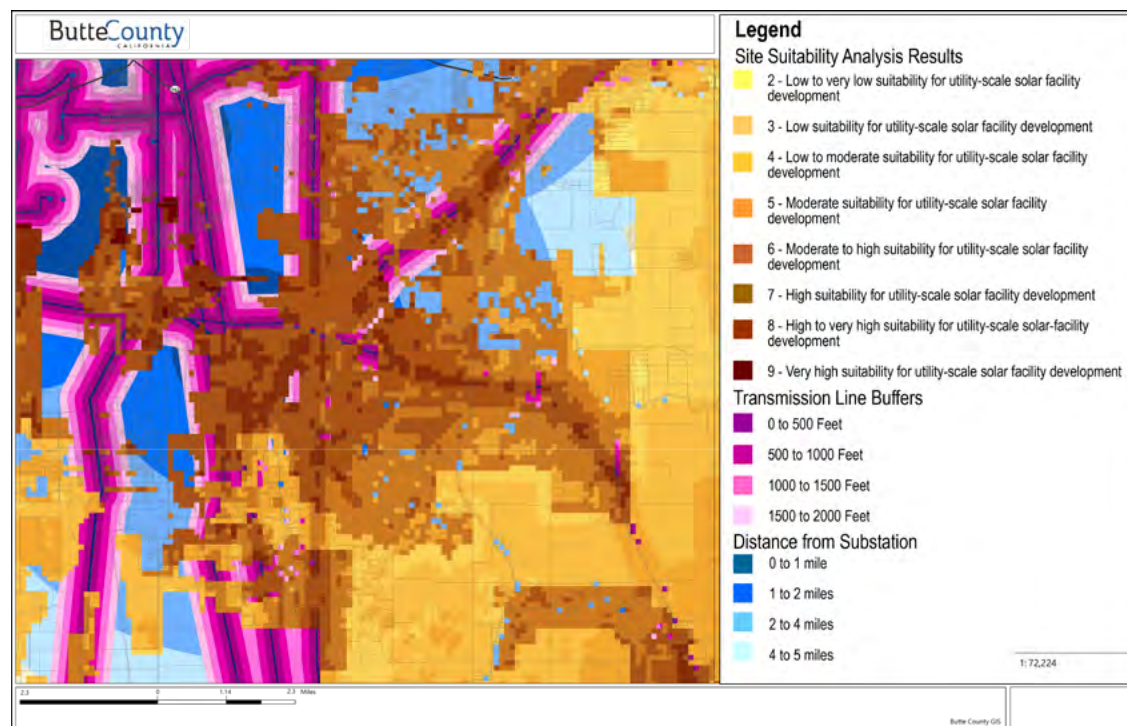 ButteCounty
CALIFORNIA
Legend
Site Suitability Analysis Results
2 - Low to very low suitability for utility-scale solar facility
development
3 - Low suitability for utility-scale solar facility development
4 - Low to moderate suitability for utility-scale solar facility
development
5 - Moderate suitability for utility-scale solar facility
development
6 - Moderate to high suitability for utility-scale solar facility
development
7 - High suitability for utility-scale solar facility development
8 - High to very high suitability for utility-scale solar-facility
development
9 - Very high suitability for utility-scale solar facility development
Transmission Line Buffers
0 to 500 Feet
500 to 1000 Feet
1000 to 1500 Feet
1500 to 2000 Feet
Distance from Substation
0 to 1 mile
1 to 2 miles
2 to 4 miles
4 to 5 miles
1: 72,224
2.3 0 1.14 2.3 Miles
Butte County GIS